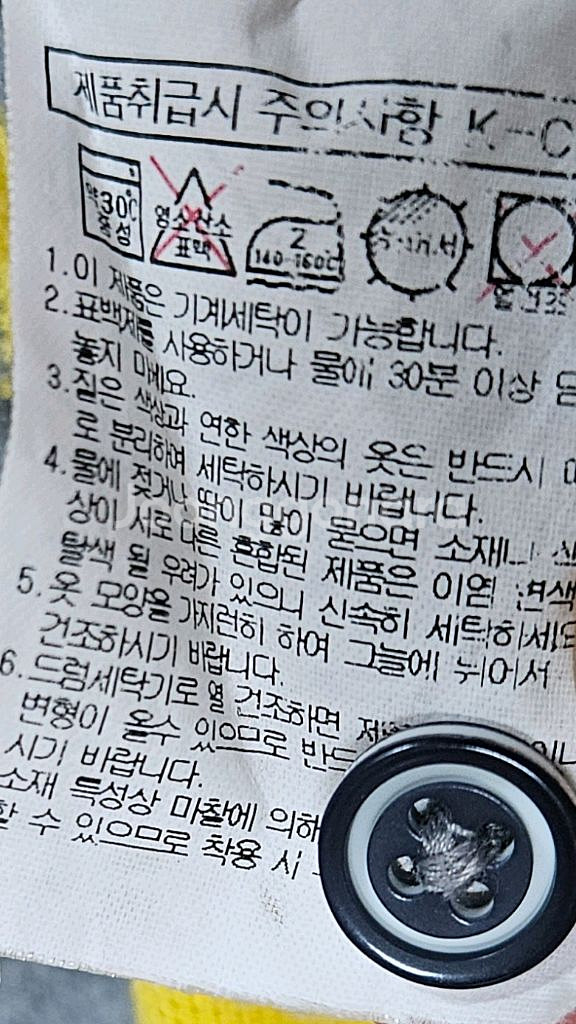 제품취급시 주의사항 K-C
약30℃
중성
염소산소
표백
2
140-160℃
드라이
1.이 제품은 기계세탁이 가능합니다.
2.표백제를 사용하거나 물에 30분 이상 담
놓지 마세요.
3.짙은 색상과 연한 색상의 옷은 반드시 따
로 분리하여 세탁하시기 바랍니다.
4.물에 젖거나 땀이 많이 묻으면 소재나 색
상이 서로 다른 혼합된 제품은 이염 변색
탈색 될 우려가 있으니 신속히 세탁하세요
5.옷 모양을 가지런히 하여 그늘에 뉘어서
건조하시기 바랍니다.
6.드럼세탁기로 열 건조하면
변형이 올수 있으므로 반드
시기 바랍니다.
소재 특성상 마찰에 의해
할 수 있으므로 착용 시